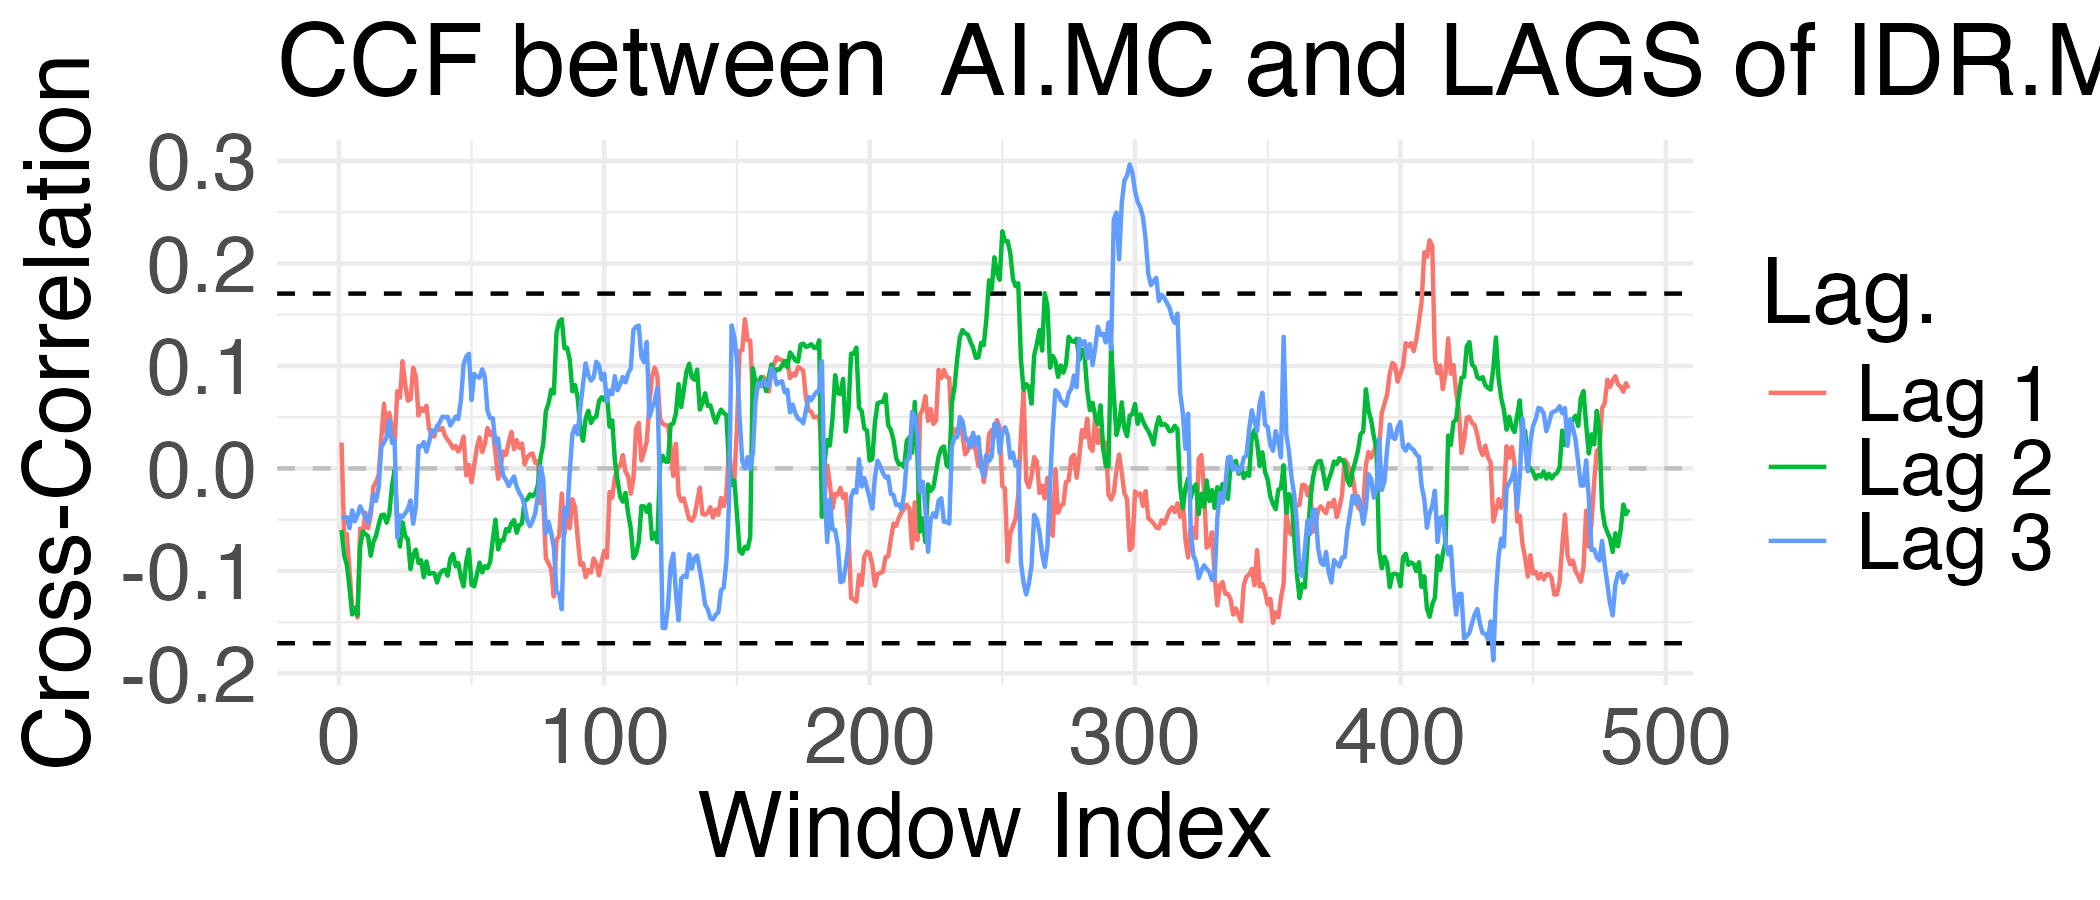 CCF between  AI.MC and LAGS of IDR.M
Cross-Correlation
0.3
0.2
0.1
0.0
-0.1
-0.2
0 100 200 300 400 500
Window Index
Lag.
Lag 1
Lag 2
Lag 3